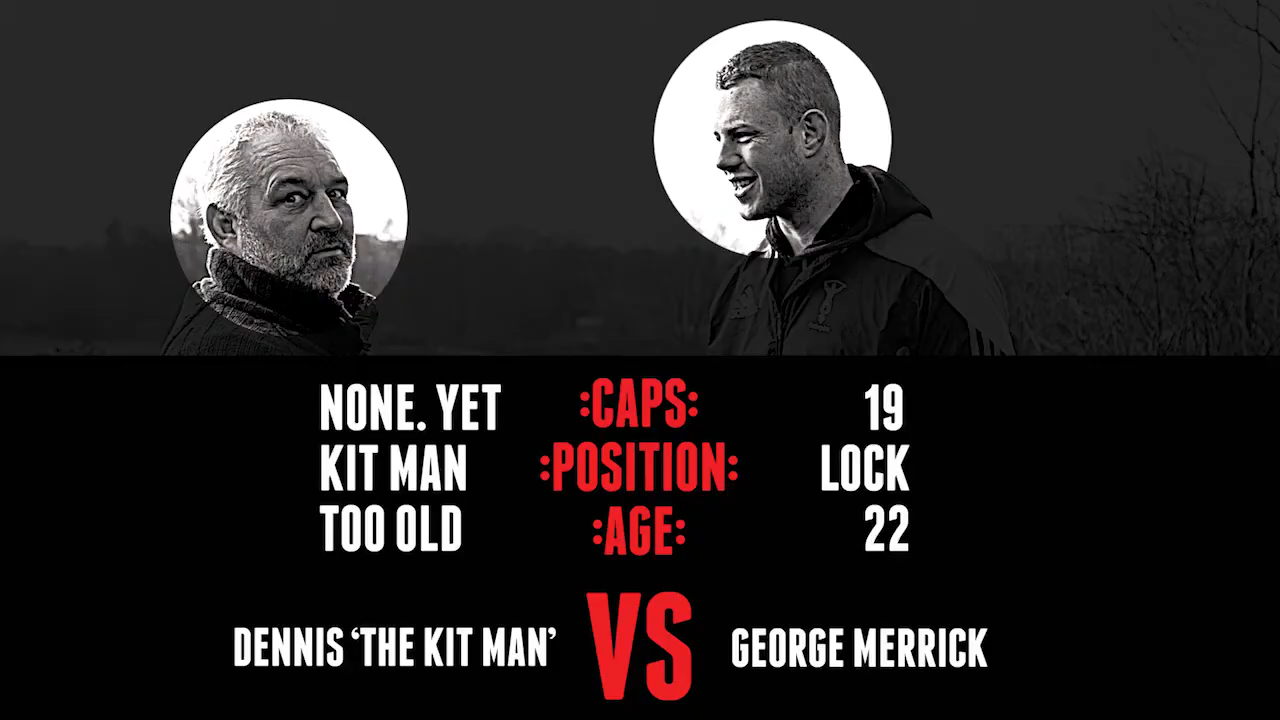 NONE. YET :CAPS: 19
KIT MAN :POSITION: LOCK
TOO OLD :AGE: 22
DENNIS ‘THE KIT MAN’ VS GEORGE MERRICK